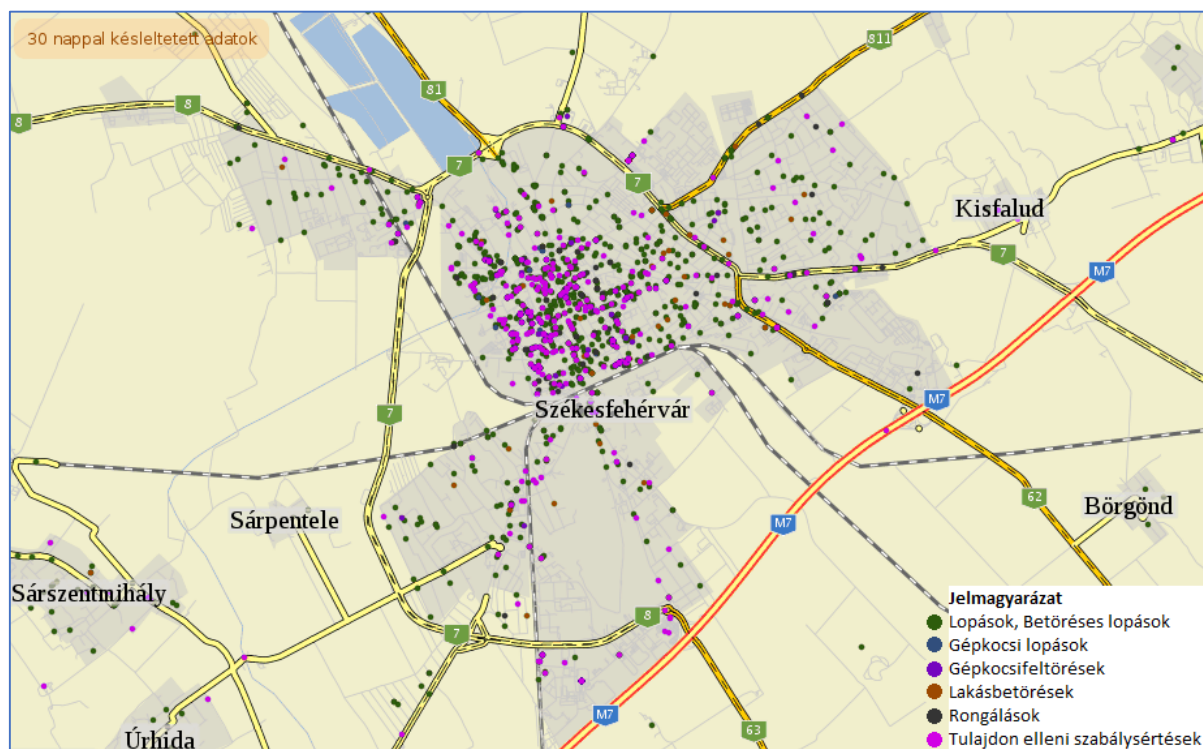 30 nappal késleltetett adatok
811
8
81
8
7
7
Kisfalud
7
M7
Székesfehérvár
M7
7
62
Börgönd
Sárpentele
M7
Sárszentmihály
8
7
M7
63
Úrhida
Jelmagyarázat
Lopások, Betöréses lopások
Gépkocsi lopások
Gépkocsifeltörések
Lakásbetörések
Rongálások
Tulajdon elleni szabálysértések